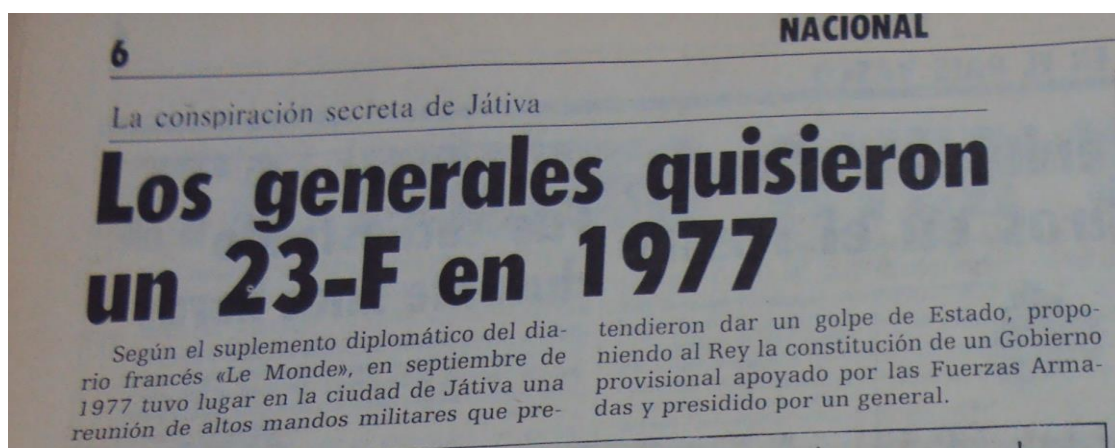 6
NACIONAL
La conspiración secreta de Játiva
Los generales quisieron
un 23-F en 1977
Según el suplemento diplomático del dia-
rio francés «Le Monde», en septiembre de
1977 tuvo lugar en la ciudad de Játiva una
reunión de altos mandos militares que pre-
tendieron dar un golpe de Estado, propo-
niendo al Rey la constitución de un Gobierno
provisional apoyado por las Fuerzas Arma-
das y presidido por un general.